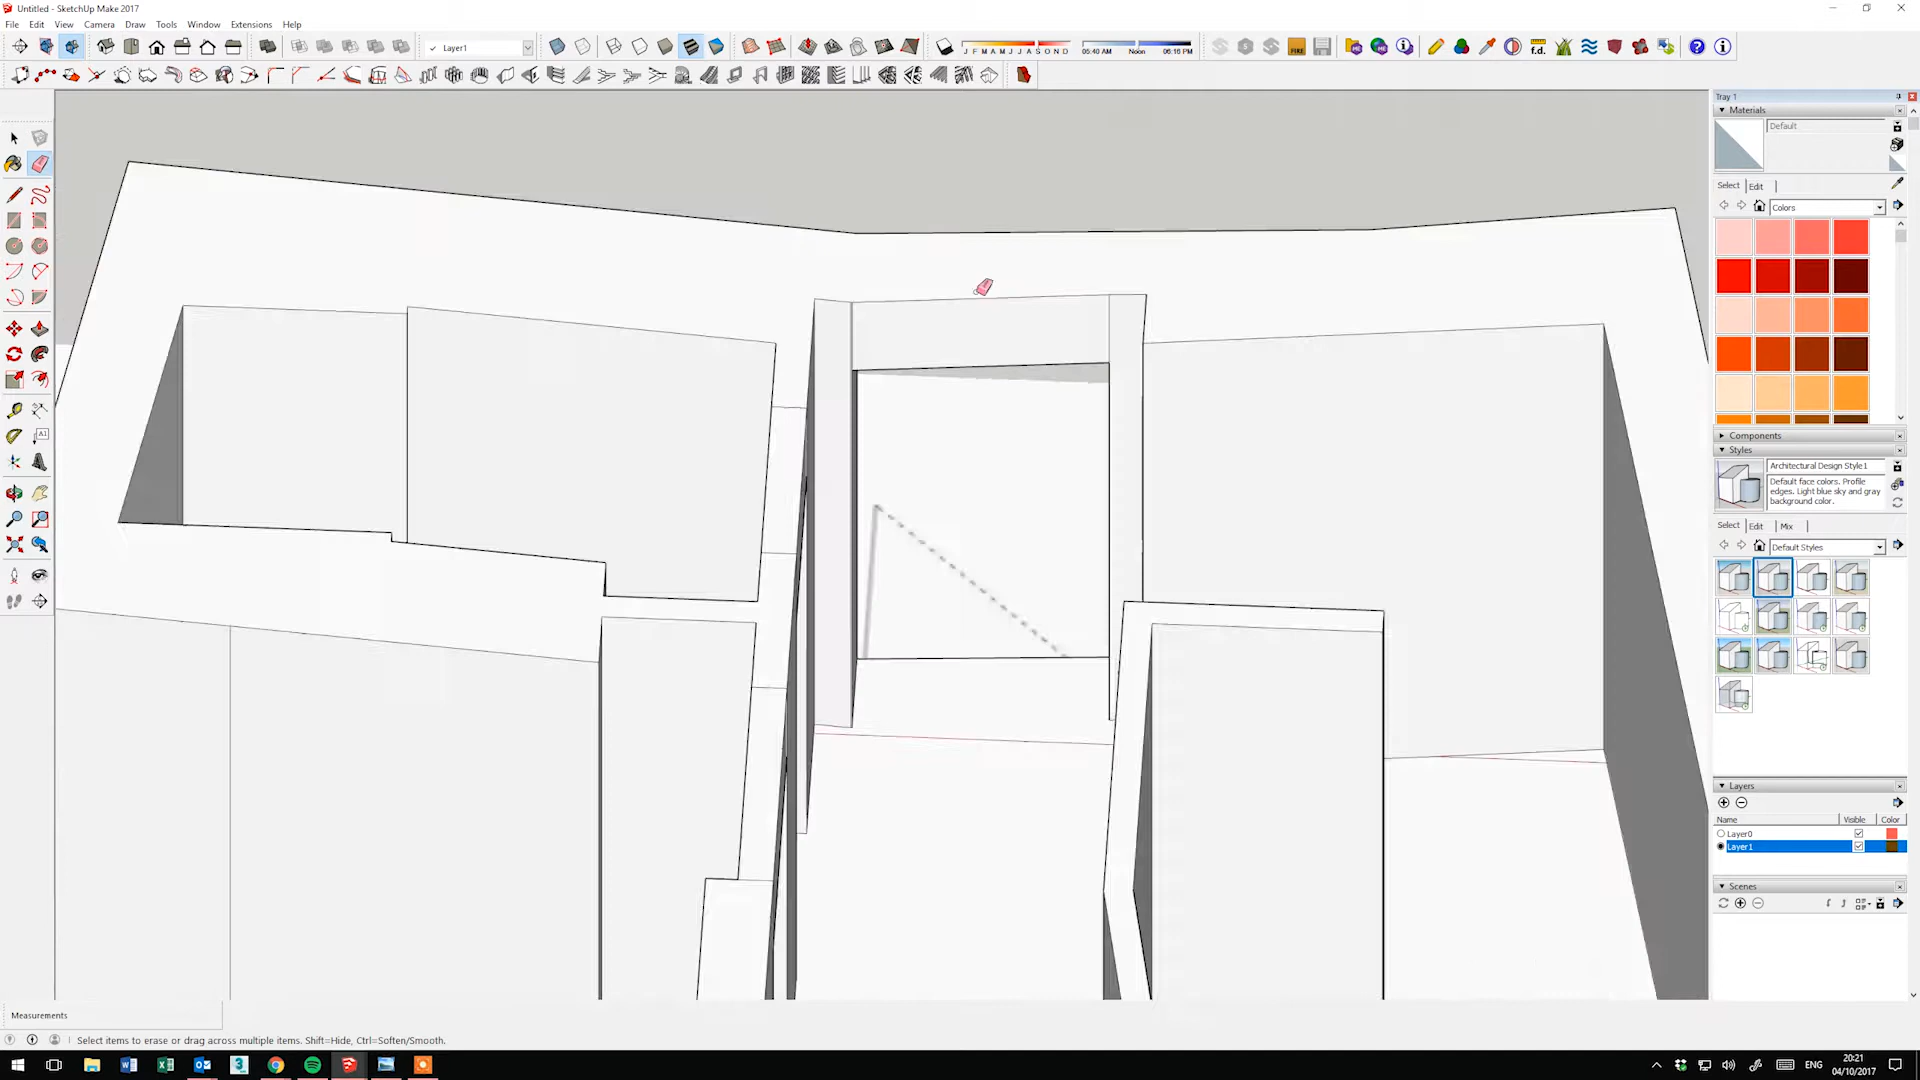 Untitled - SketchUp Make 2017
File Edit View Camera Draw Tools Window Extensions Help
Layer1
J F M A M J J A S O N D
05:40 AM Noon 06:16 PM
f.d.
Tray 1
Materials
Default
Select Edit
Colors
Components
Styles
Architectural Design Style1
Default face colors. Profile
edges. Light blue sky and gray
background color.
Select Edit Mix
Default Styles
Layers
Name Visible Color
Layer0
Layer1
Scenes
A1
Measurements
Select items to erase or drag across multiple items. Shift=Hide, Ctrl=Soften/Smooth.
ENG
20:21
04/10/2017